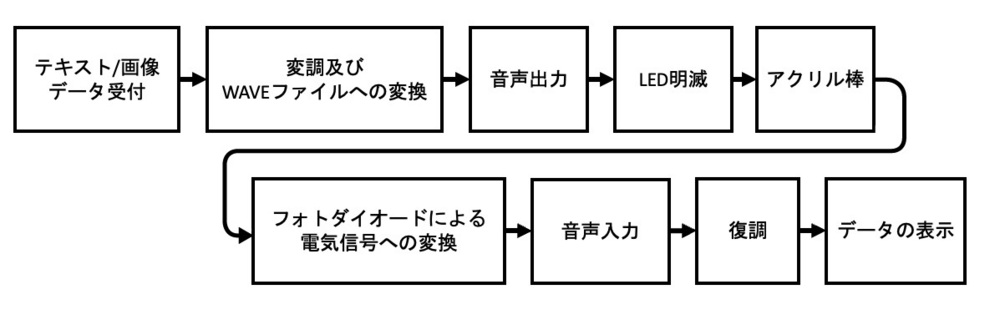 テキスト/画像
データ受付
変調及び
WAVEファイルへの変換
音声出力
LED明滅
アクリル棒
フォトダイオードによる
電気信号への変換
音声入力
復調
データの表示